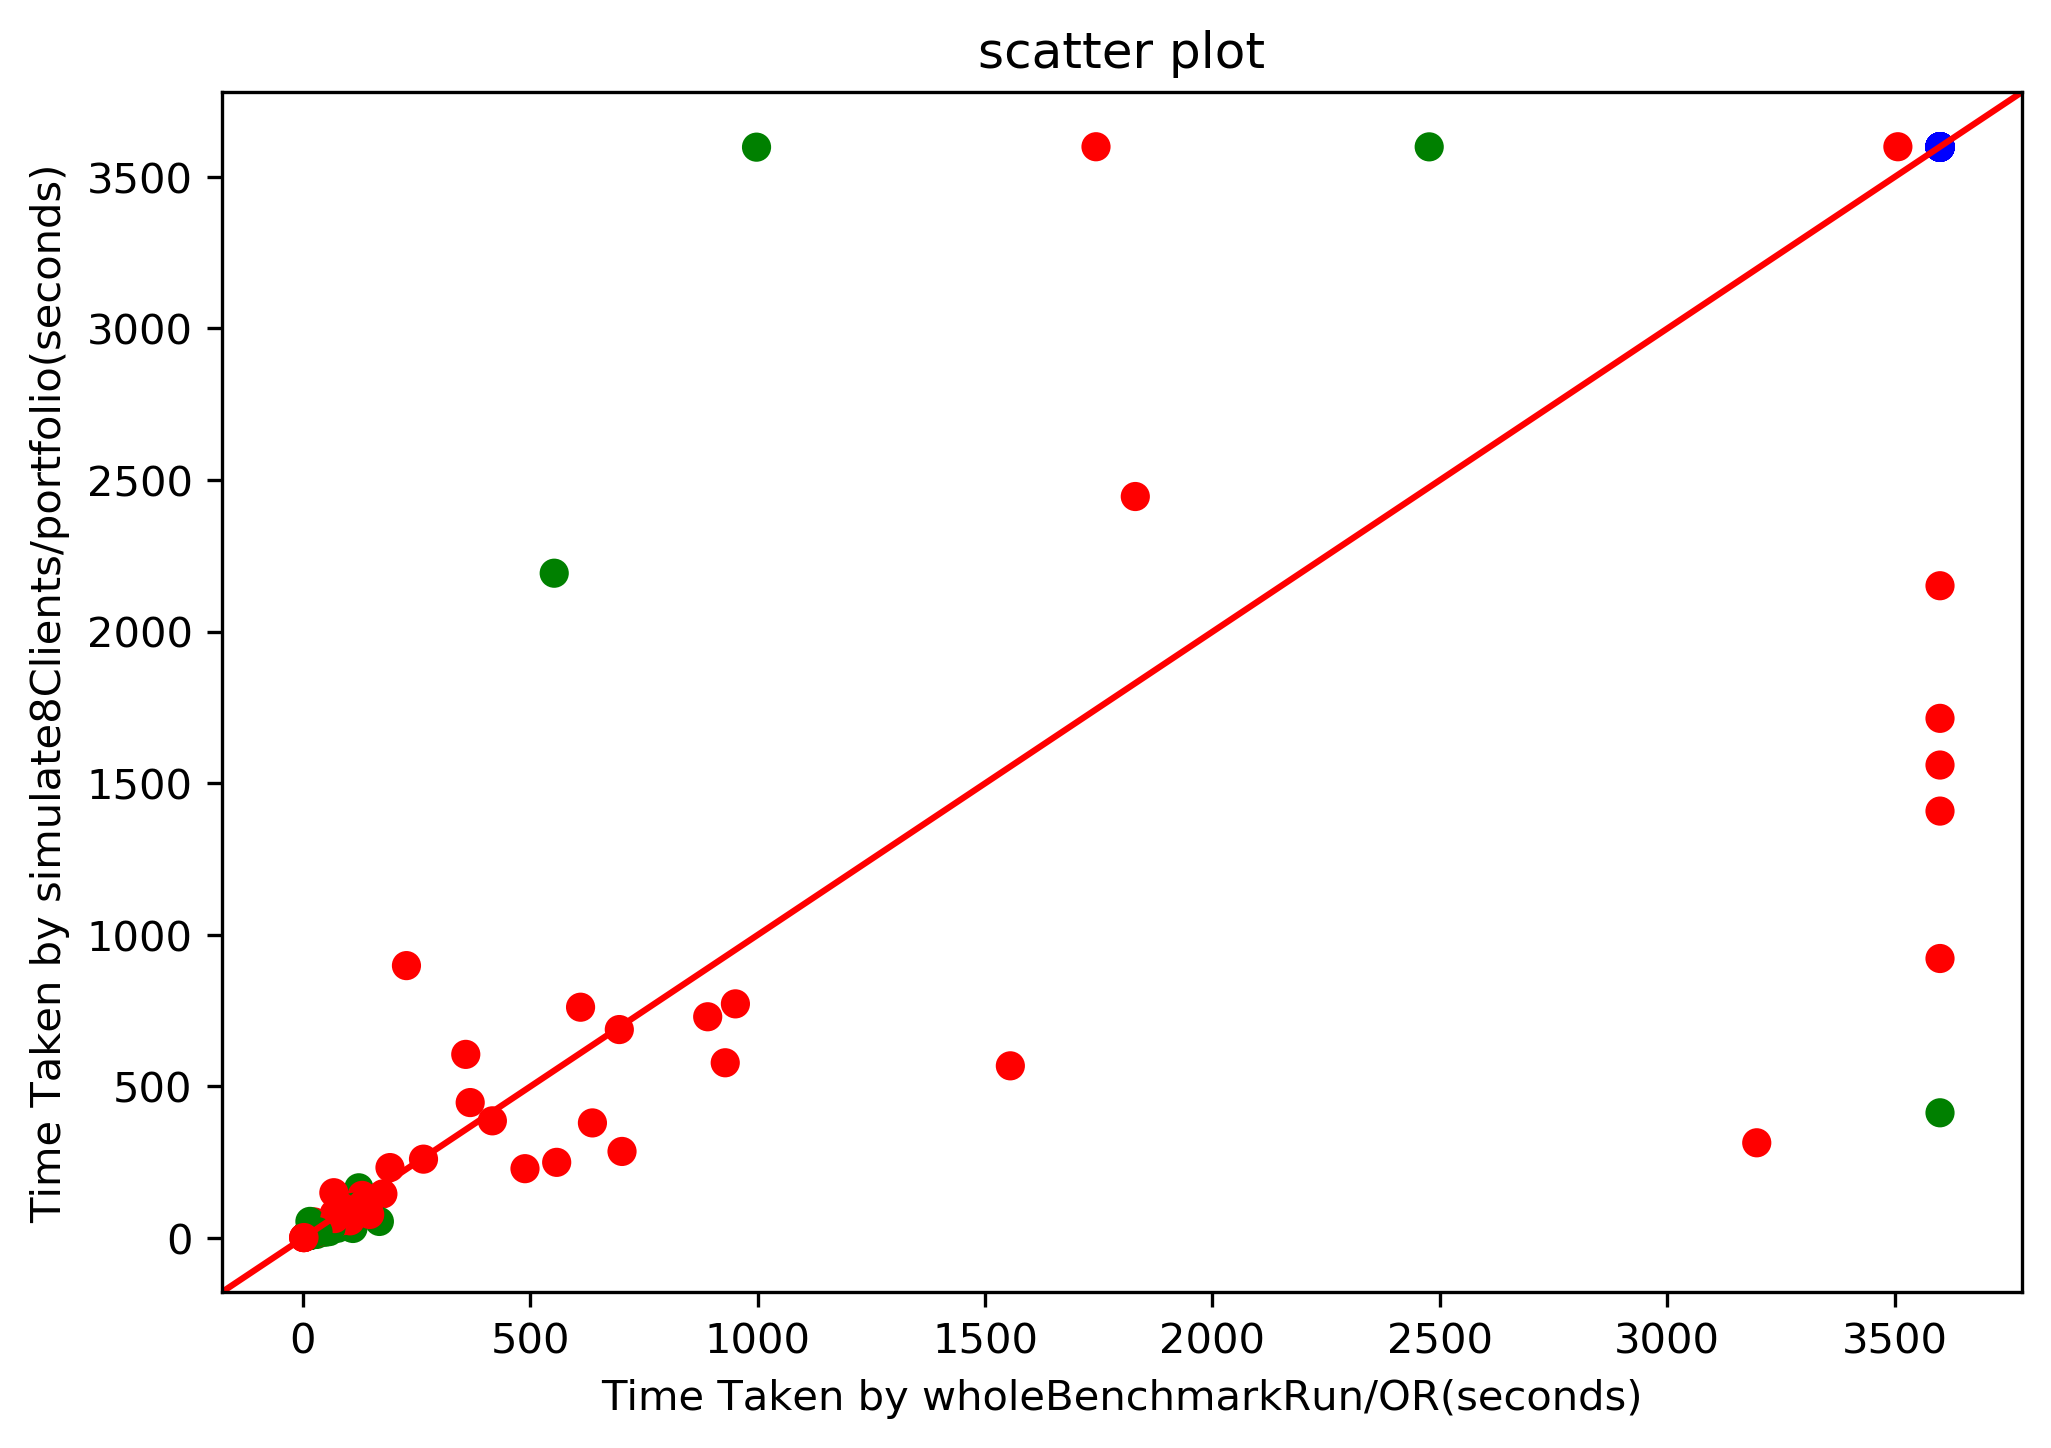 scatter plot
Time Taken by simulate8Clients/portfolio(seconds)
3500
3000
2500
2000
1500
1000
500
0
0 500 1000 1500 2000 2500 3000 3500
Time Taken by wholeBenchmarkRun/OR(seconds)